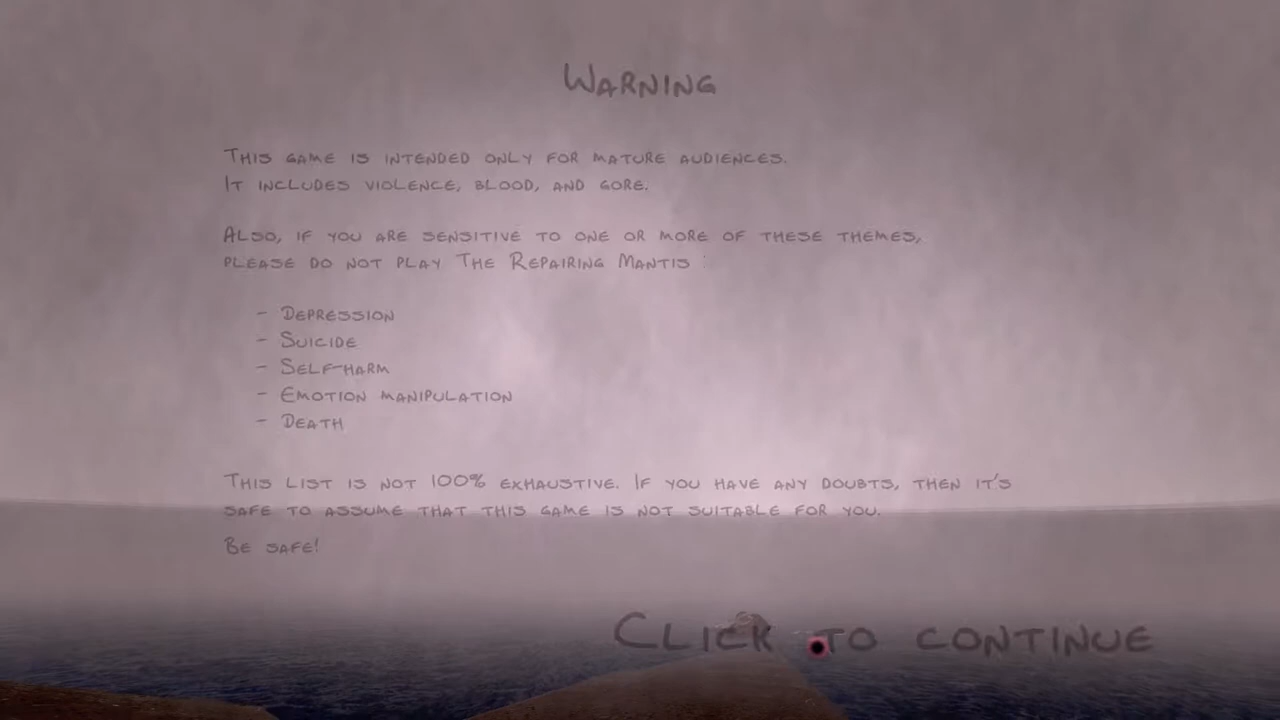 Warning
This game is intended only for mature audiences.
It includes violence, blood, and gore.
Also, if you are sensitive to one or more of these themes,
please do not play The Repairing Mantis :
- Depression
- Suicide
- Self-harm
- Emotion manipulation
- Death
This list is not 100% exhaustive. If you have any doubts, then it's
safe to assume that this game is not suitable for you.
Be safe!
Click to continue